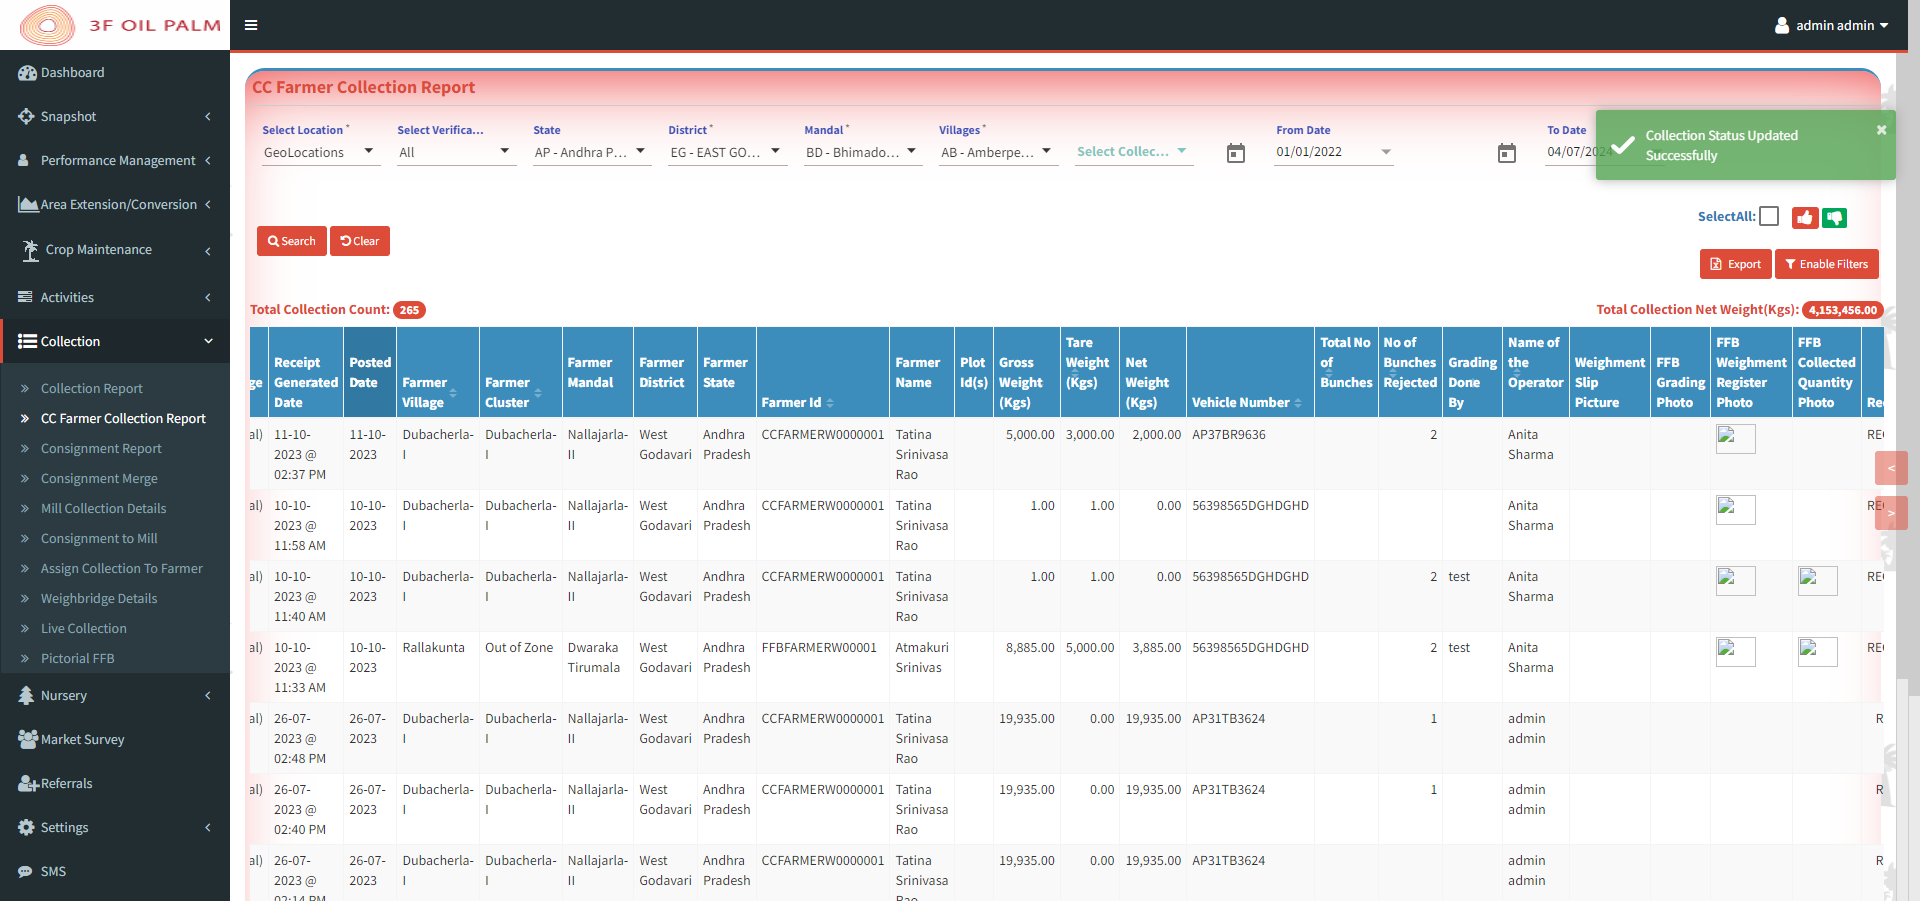 3F OIL PALM
admin admin
Dashboard
Snapshot
Performance Management
Area Extension/Conversion
Crop Maintenance
Activities
Collection
Collection Report
CC Farmer Collection Report
Consignment Report
Consignment Merge
Mill Collection Details
Consignment to Mill
Assign Collection To Farmer
Weighbridge Details
Live Collection
Pictorial FFB
Nursery
Market Survey
Referrals
Settings
SMS
CC Farmer Collection Report
Select Location * Select Verifica... State District * Mandal * Villages * From Date To Date
GeoLocations All AP - Andhra P... EG - EAST GO... BD - Bhimado... AB - Amberpe... Select Collec... 01/01/2022 04/07/2024
Collection Status Updated
Successfully
×
SelectAll:
Search Clear
Export Enable Filters
Total Collection Count: 265 Total Collection Net Weight(Kgs): 4,153,456.00
ge Receipt Generated Date Posted Date Farmer Village Farmer Cluster Farmer Mandal Farmer District Farmer State Farmer Id Farmer Name Plot Id(s) Gross Weight (Kgs) Tare Weight (Kgs) Net Weight (Kgs) Vehicle Number Total No of Bunches No of Bunches Rejected Grading Done By Name of the Operator Weighment Slip Picture FFB Grading Photo FFB Weighment Register Photo FFB Collected Quantity Photo Rec
al) 11-10-2023 @ 02:37 PM 11-10-2023 Dubacherla-I Dubacherla-I Nallajarla-II West Godavari Andhra Pradesh CCFARMERW0000001 Tatina Srinivasa Rao 5,000.00 3,000.00 2,000.00 AP37BR9636 2 Anita Sharma REC
al) 10-10-2023 @ 11:58 AM 10-10-2023 Dubacherla-I Dubacherla-I Nallajarla-II West Godavari Andhra Pradesh CCFARMERW0000001 Tatina Srinivasa Rao 1.00 1.00 0.00 56398565DGHDGHD Anita Sharma REC
al) 10-10-2023 @ 11:40 AM 10-10-2023 Dubacherla-I Dubacherla-I Nallajarla-II West Godavari Andhra Pradesh CCFARMERW0000001 Tatina Srinivasa Rao 1.00 1.00 0.00 56398565DGHDGHD 2 test Anita Sharma REC
al) 10-10-2023 @ 11:33 AM 10-10-2023 Rallakunta Out of Zone Dwaraka Tirumala West Godavari Andhra Pradesh FFBFARMERW00001 Atmakuri Srinivas 8,885.00 5,000.00 3,885.00 56398565DGHDGHD 2 test Anita Sharma REC
al) 26-07-2023 @ 02:48 PM 26-07-2023 Dubacherla-I Dubacherla-I Nallajarla-II West Godavari Andhra Pradesh CCFARMERW0000001 Tatina Srinivasa Rao 19,935.00 0.00 19,935.00 AP31TB3624 1 admin admin R
al) 26-07-2023 @ 02:40 PM 26-07-2023 Dubacherla-I Dubacherla-I Nallajarla-II West Godavari Andhra Pradesh CCFARMERW0000001 Tatina Srinivasa Rao 19,935.00 0.00 19,935.00 AP31TB3624 1 admin admin R
al) 26-07-2023 @ 02:14 PM 26-07-2023 Dubacherla-I Dubacherla-I Nallajarla-II West Godavari Andhra Pradesh CCFARMERW0000001 Tatina Srinivasa Rao 19,935.00 0.00 19,935.00 AP31TB3624 admin admin R
<
>